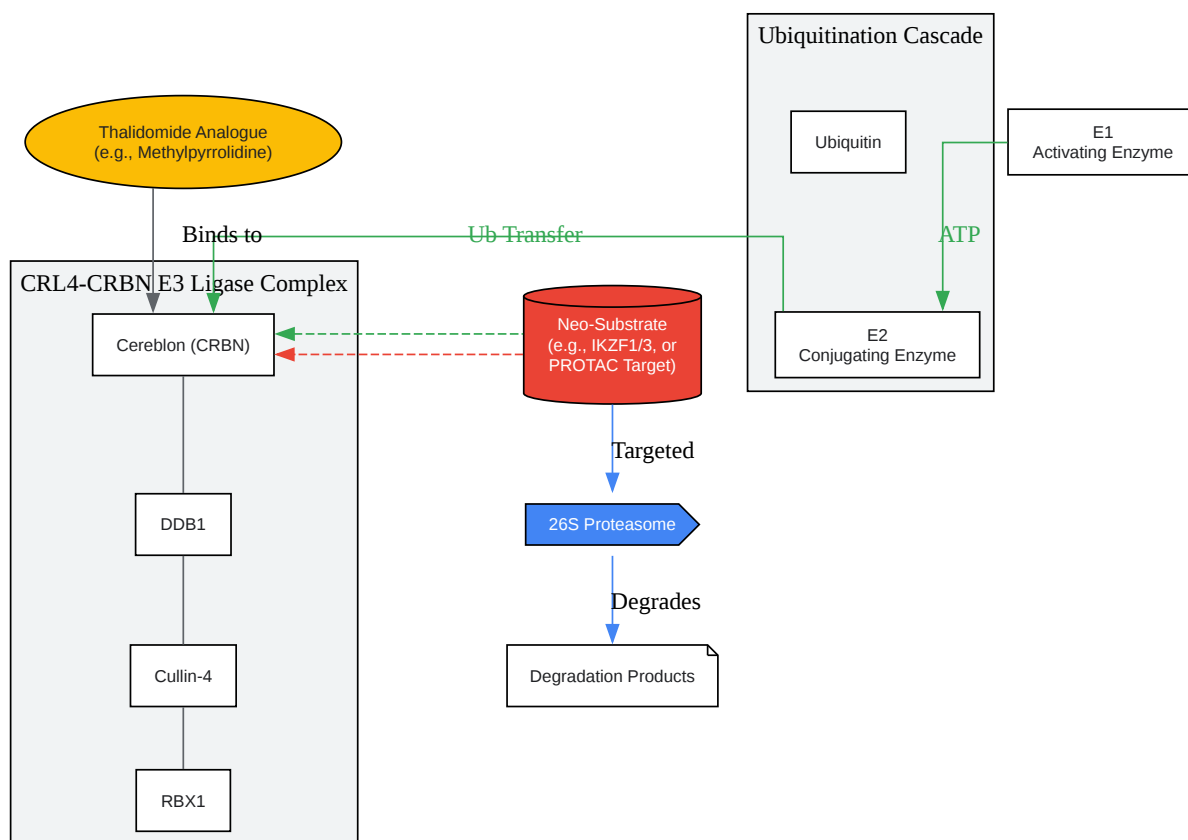 Ubiquitination Cascade
Thalidomide Analogue
(e.g., Methylpyrrolidine)
Ubiquitin
E1
Activating Enzyme
Binds to
Ub Transfer
ATP
CRL4-CRBN E3 Ligase Complex
Cereblon (CRBN)
Neo-Substrate
(e.g., IKZF1/3, or
PROTAC Target)
E2
Conjugating Enzyme
Targeted
DDB1
26S Proteasome
Degrades
Cullin-4
Degradation Products
RBX1